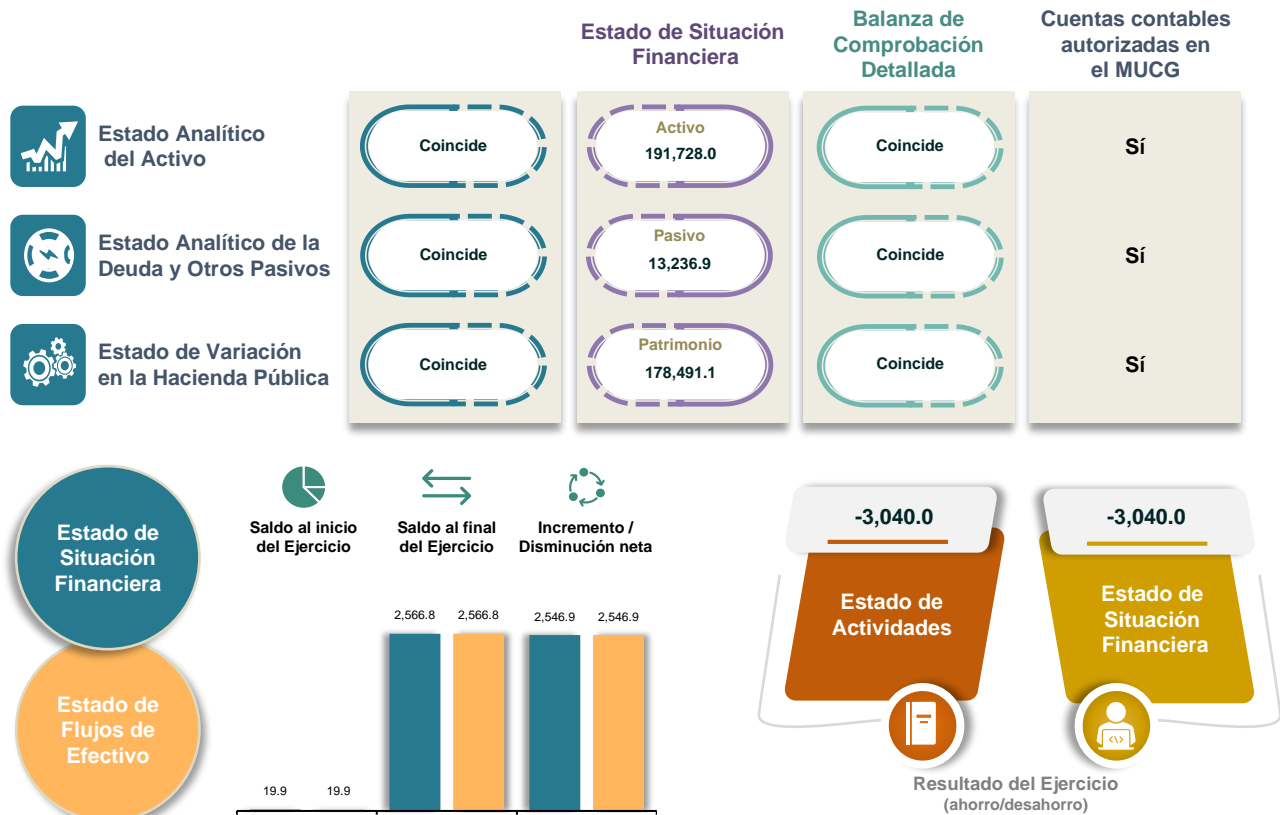 Estado de Situación
Financiera
Balanza de
Comprobación
Detallada
Cuentas contables
autorizadas en
el MUCG
Estado Analítico
del Activo
Coincide
Activo
191,728.0
Coincide
Sí
Estado Analítico de la
Deuda y Otros Pasivos
Coincide
Pasivo
13,236.9
Coincide
Sí
Estado de Variación
en la Hacienda Pública
Coincide
Patrimonio
178,491.1
Coincide
Sí
Estado de
Situación
Financiera
Estado de
Flujos de
Efectivo
Saldo al inicio
del Ejercicio
Saldo al final
del Ejercicio
Incremento /
Disminución neta
19.9
19.9
2,566.8
2,566.8
2,546.9
2,546.9
-3,040.0
Estado de
Actividades
-3,040.0
Estado de
Situación
Financiera
Resultado del Ejercicio
(ahorro/desahorro)